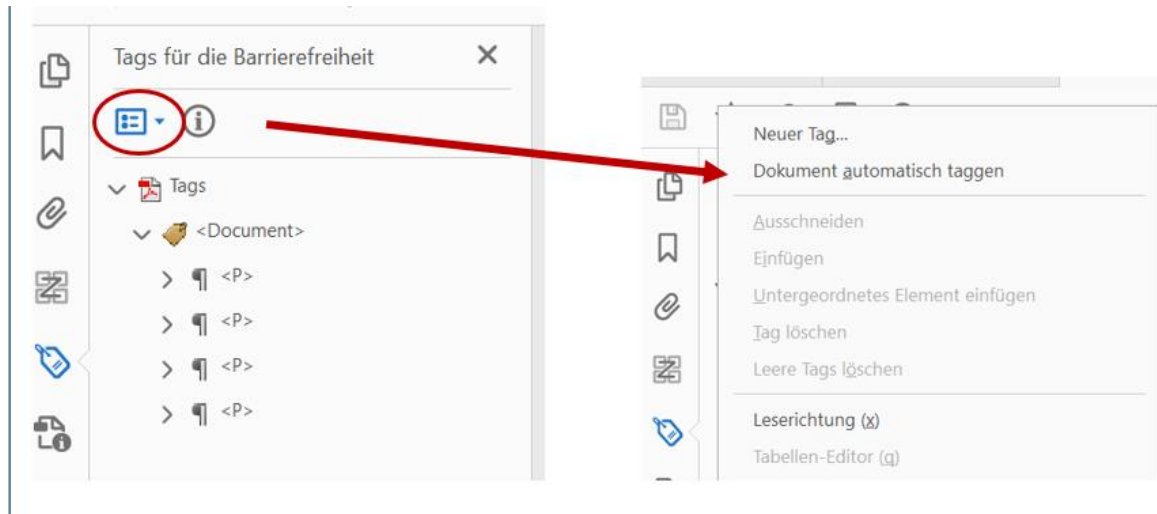 Tags für die Barrierefreiheit
Tags
<Document>
<P>
<P>
<P>
<P>
Neuer Tag...
Dokument automatisch taggen
Ausschneiden
Einfügen
Untergeordnetes Element einfügen
Tag löschen
Leere Tags löschen
Leserichtung (x)
Tabellen-Editor (q)